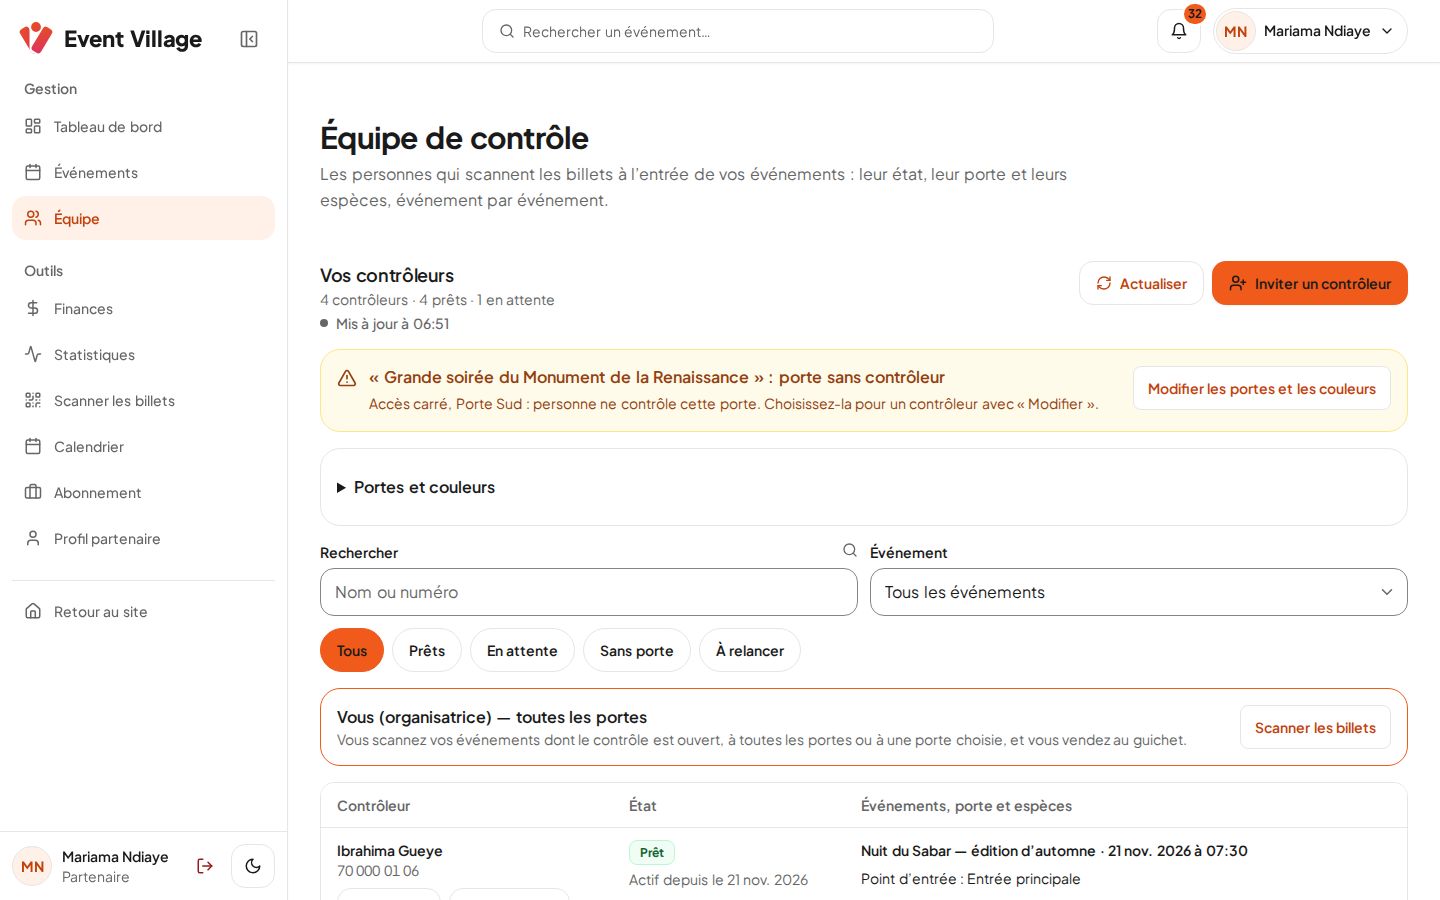 Event Village
Gestion
Tableau de bord
Événements
Équipe
Outils
Finances
Statistiques
Scanner les billets
Calendrier
Abonnement
Profil partenaire
Retour au site
MN
Mariama Ndiaye
Partenaire
Rechercher un événement…
32
MN
Mariama Ndiaye
Équipe de contrôle
Les personnes qui scannent les billets à l’entrée de vos événements : leur état, leur porte et leurs
espèces, événement par événement.
Vos contrôleurs
4 contrôleurs · 4 prêts · 1 en attente
Mis à jour à 06:51
Actualiser
Inviter un contrôleur
« Grande soirée du Monument de la Renaissance » : porte sans contrôleur
Accès carré, Porte Sud : personne ne contrôle cette porte. Choisissez-la pour un contrôleur avec « Modifier ».
Modifier les portes et les couleurs
Portes et couleurs
Rechercher
Nom ou numéro
Événement
Tous les événements
Tous
Prêts
En attente
Sans porte
À relancer
Vous (organisatrice) — toutes les portes
Vous scannez vos événements dont le contrôle est ouvert, à toutes les portes ou à une porte choisie, et vous vendez au guichet.
Scanner les billets
Contrôleur
État
Événements, porte et espèces
Ibrahima Gueye
70 000 01 06
Prêt
Actif depuis le 21 nov. 2026
Nuit du Sabar — édition d’automne · 21 nov. 2026 à 07:30
Point d’entrée : Entrée principale